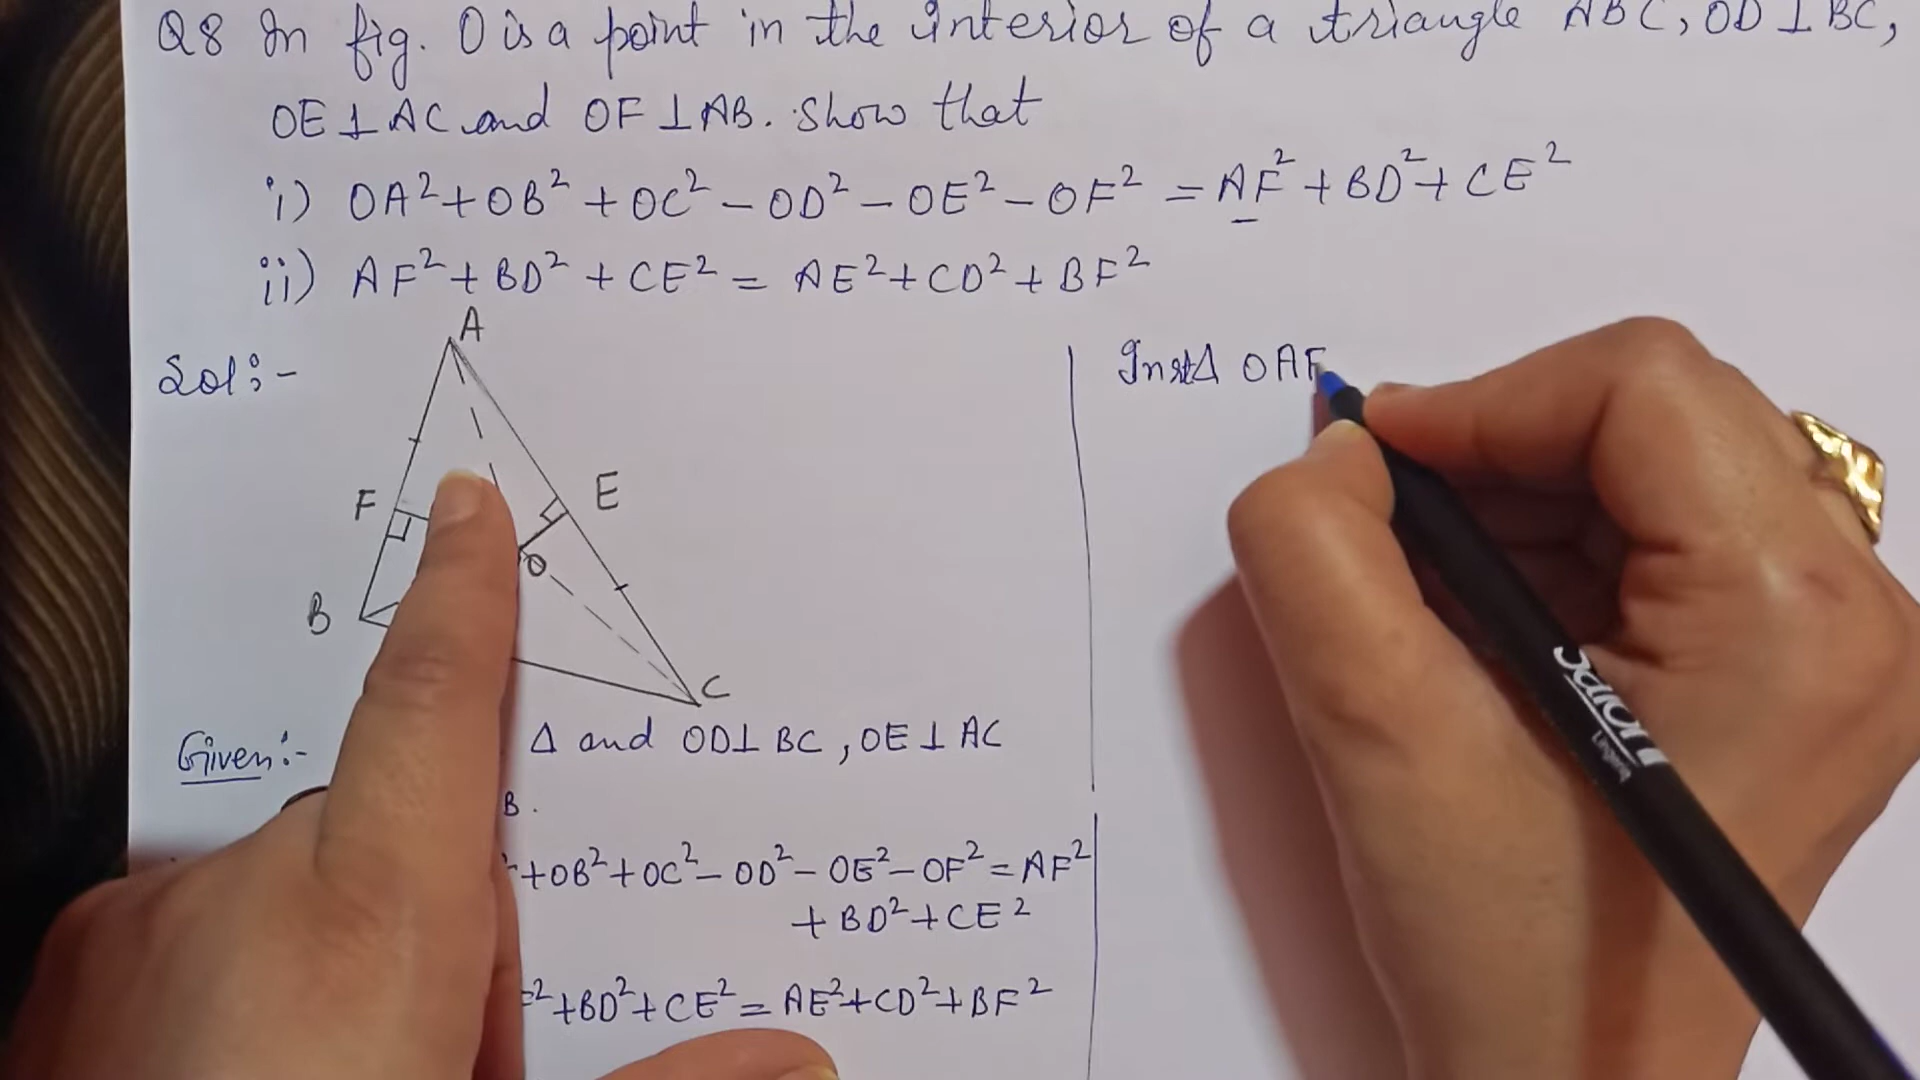 Q8 In fig. O is a point in the interior of a triangle ABC, OD ⊥ BC,
OE ⊥ AC and OF ⊥ AB. Show that
i) OA² + OB² + OC² - OD² - OE² - OF² = AF² + BD² + CE²
ii) AF² + BD² + CE² = AE² + CD² + BF²
Sol:-
A
F
E
O
B
C
Given:-
Δ and OD ⊥ BC, OE ⊥ AC
B.
+OB² + OC² - OD² - OE² - OF² = AF²
+ BD² + CE²
² + BD² + CE² = AE² + CD² + BF²
In rt Δ OAF